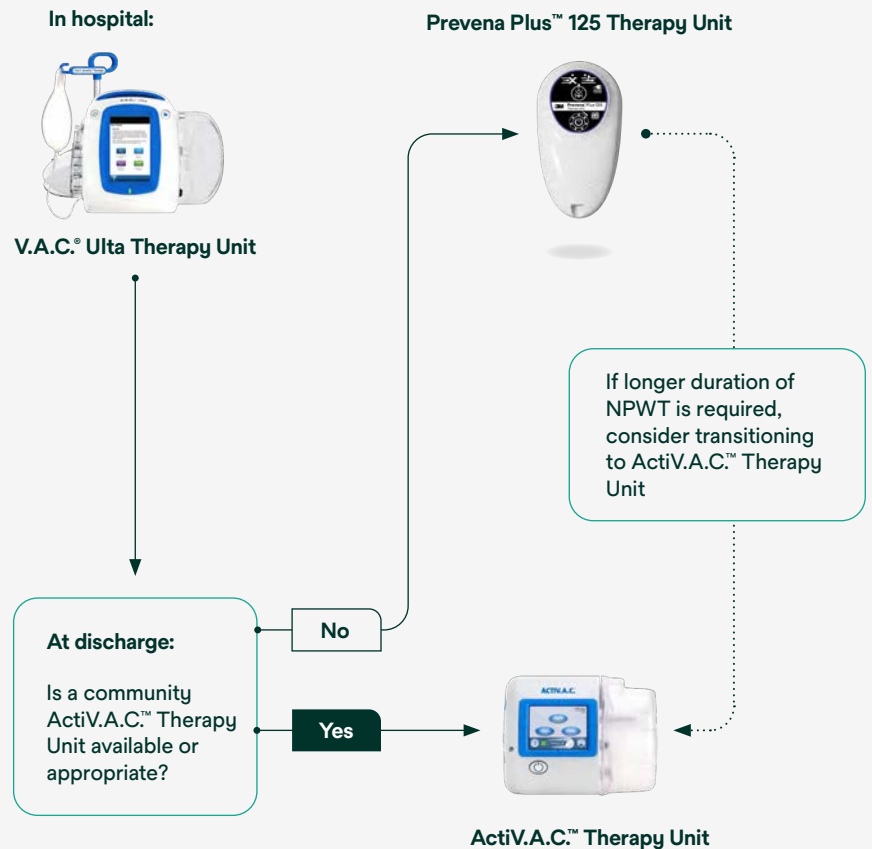 In hospital:
Prevena Plus™ 125 Therapy Unit
V.A.C.® Ulta Therapy Unit
If longer duration of
NPWT is required,
consider transitioning
to ActiV.A.C.™ Therapy
Unit
At discharge:
Is a community
ActiV.A.C.™ Therapy
Unit available or
appropriate?
No
Yes
ACTIV.A.C.
ActiV.A.C.™ Therapy Unit